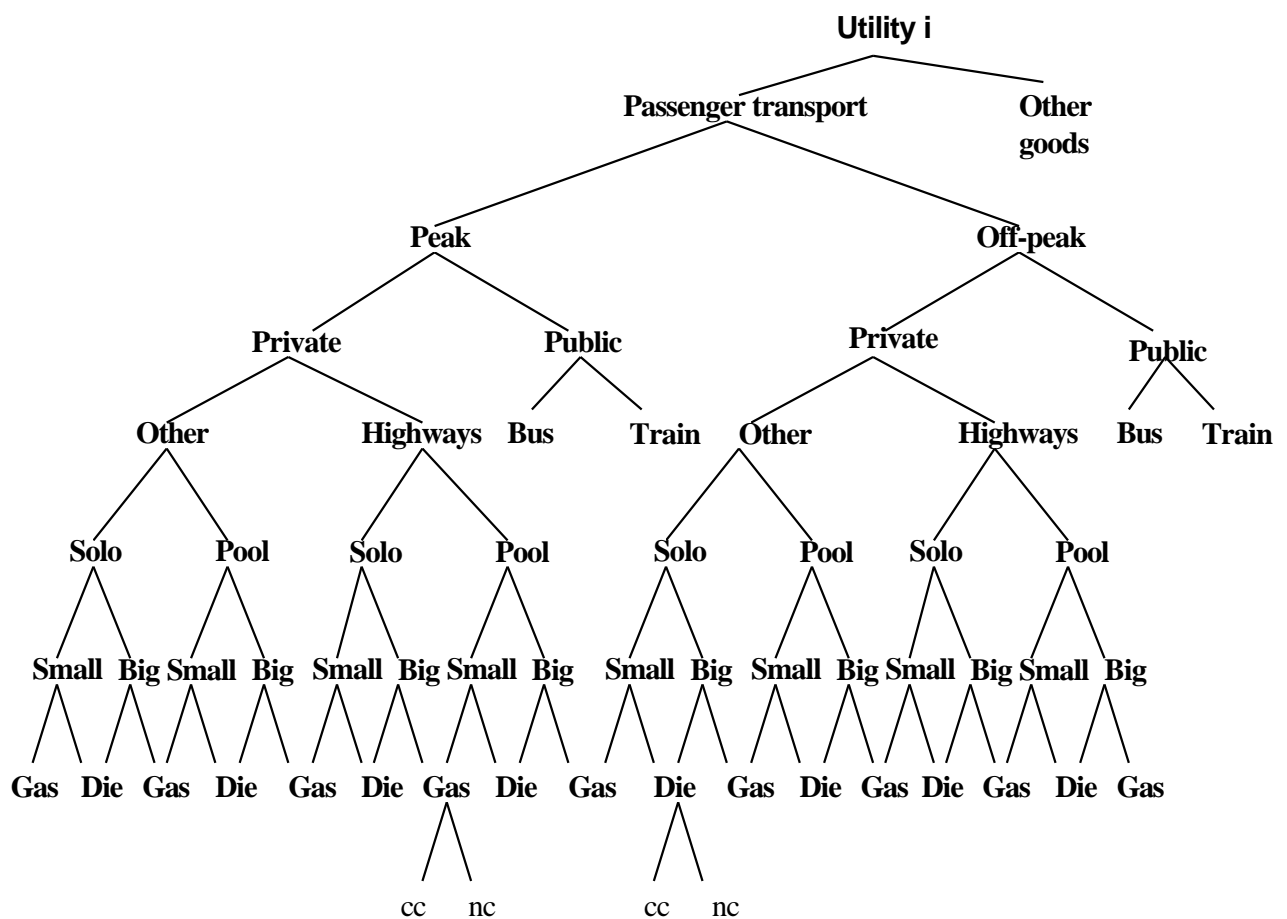 Utility i
Passenger transport Other
goods
Peak Off-peak
Private Public Private Public
Other Highways Bus Train Other Highways Bus Train
Solo Pool Solo Pool Solo Pool Solo Pool
Small Big Small Big Small Big Small Big Small Big Small Big Small Big Small Big
Gas Die Gas Die Gas Die Gas Die Gas Die Gas Die Gas Die Gas Die Gas
cc nc cc nc